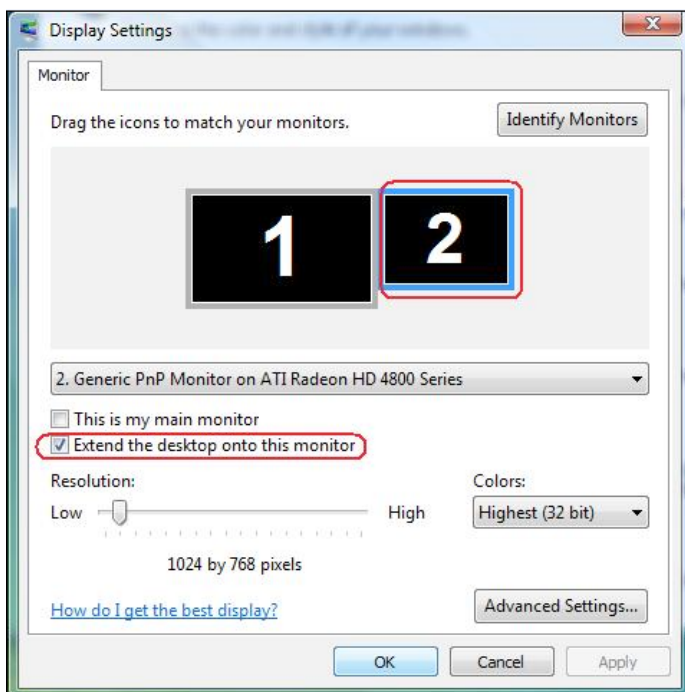 Display Settings
Monitor
Drag the icons to match your monitors.
Identify Monitors
1
2
2. Generic PnP Monitor on ATI Radeon HD 4800 Series
This is my main monitor
Extend the desktop onto this monitor
Resolution:
Colors:
Low
High
Highest (32 bit)
1024 by 768 pixels
How do I get the best display?
Advanced Settings...
OK
Cancel
Apply